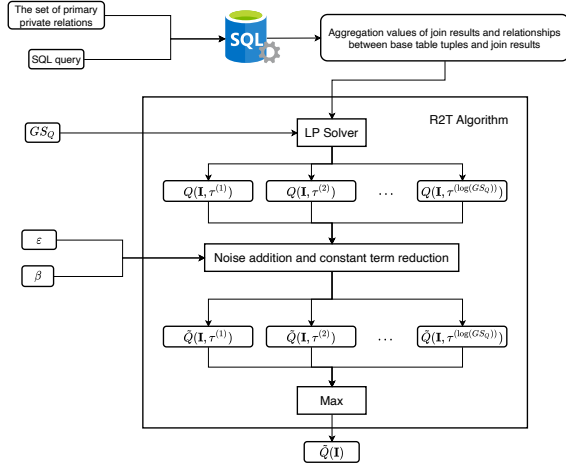 The set of primary
private relations
SQL query
SQL
Aggregation values of join results and relationships
between base table tuples and join results
R2T Algorithm
GS_Q
LP Solver
Q(I, τ^(1))
Q(I, τ^(2))
...
Q(I, τ^(log(GS_Q)))
ε
β
Noise addition and constant term reduction
Q̃(I, τ^(1))
Q̃(I, τ^(2))
...
Q̃(I, τ^(log(GS_Q)))
Max
Q̃(I)